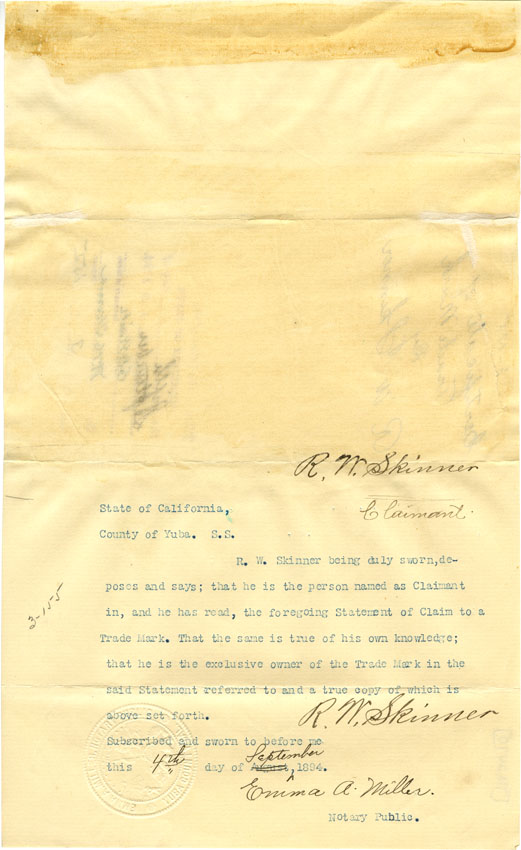 R. W. Skinner
Claimant.
State of California,
County of Yuba. S.S.
R. W. Skinner being duly sworn,de-
poses and says; that he is the person named as Claimant
in, and he has read, the foregoing Statement of Claim to a
Trade Mark. That the same is true of his own knowledge;
that he is the exclusive owner of the Trade Mark in the
said Statement referred to and a true copy of which is
above set forth.
R. W. Skinner
Subscribed and sworn to before me
September
this 4th day of August, 1894.
Emma A. Miller.
Notary Public.
3-155